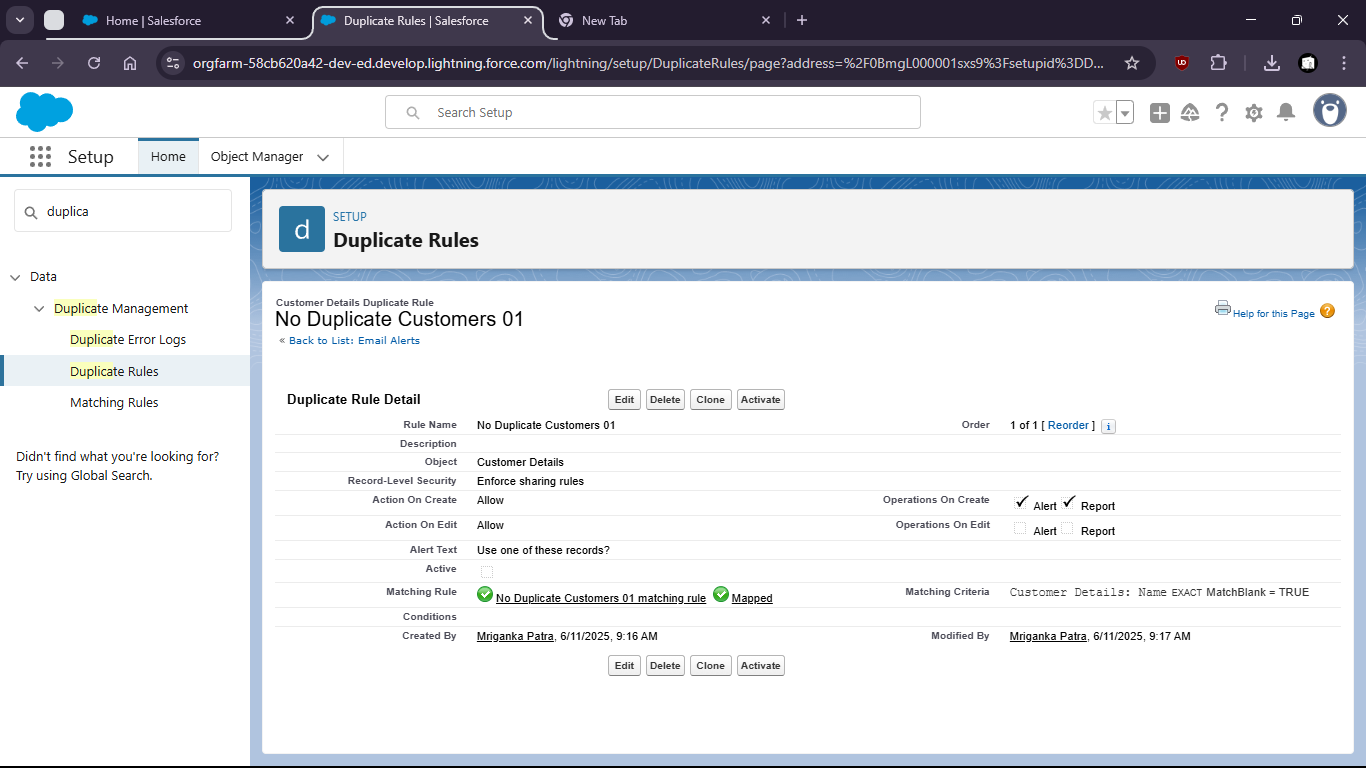 Home | Salesforce
Duplicate Rules | Salesforce
New Tab
orgfarm-58cb620a42-dev-ed.develop.lightning.force.com/lightning/setup/DuplicateRules/page?address=%2F0BmgL000001sxs9%3Fsetupid%3DD...
UD
Search Setup
Setup
Home
Object Manager
duplica
Data
Duplicate Management
Duplicate Error Logs
Duplicate Rules
Matching Rules
Didn't find what you're looking for?
Try using Global Search.
d
SETUP
Duplicate Rules
Customer Details Duplicate Rule
No Duplicate Customers 01
« Back to List: Email Alerts
Help for this Page ?
Duplicate Rule Detail
Edit Delete Clone Activate
Rule Name No Duplicate Customers 01 Order 1 of 1 [ Reorder ] i
Description
Object Customer Details
Record-Level Security Enforce sharing rules
Action On Create Allow Operations On Create Alert Report
Action On Edit Allow Operations On Edit Alert Report
Alert Text Use one of these records?
Active
Matching Rule No Duplicate Customers 01 matching rule Mapped Matching Criteria Customer Details: Name EXACT MatchBlank = TRUE
Conditions
Created By Mriganka Patra, 6/11/2025, 9:16 AM Modified By Mriganka Patra, 6/11/2025, 9:17 AM
Edit Delete Clone Activate